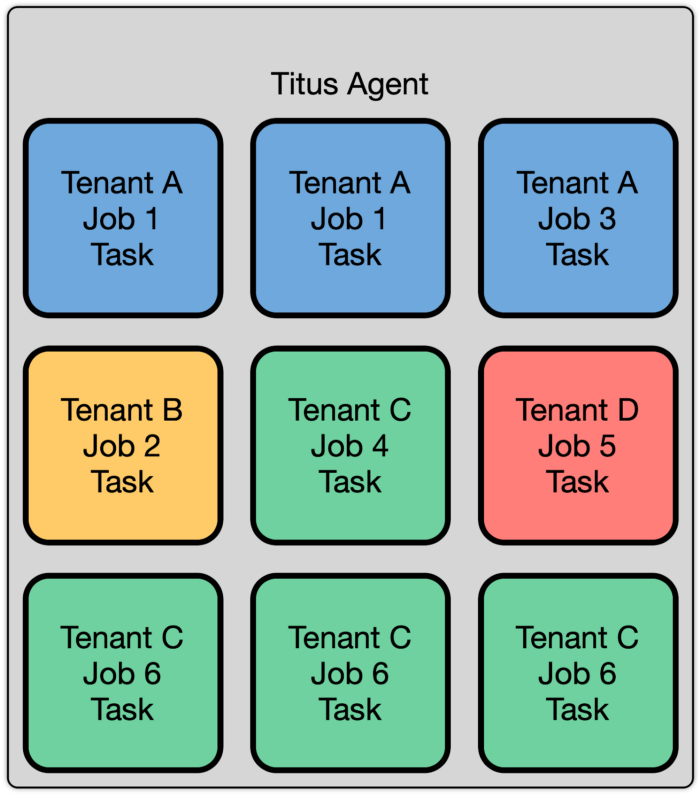 Titus Agent
Tenant A
Job 1
Task
Tenant A
Job 1
Task
Tenant A
Job 3
Task
Tenant B
Job 2
Task
Tenant C
Job 4
Task
Tenant D
Job 5
Task
Tenant C
Job 6
Task
Tenant C
Job 6
Task
Tenant C
Job 6
Task